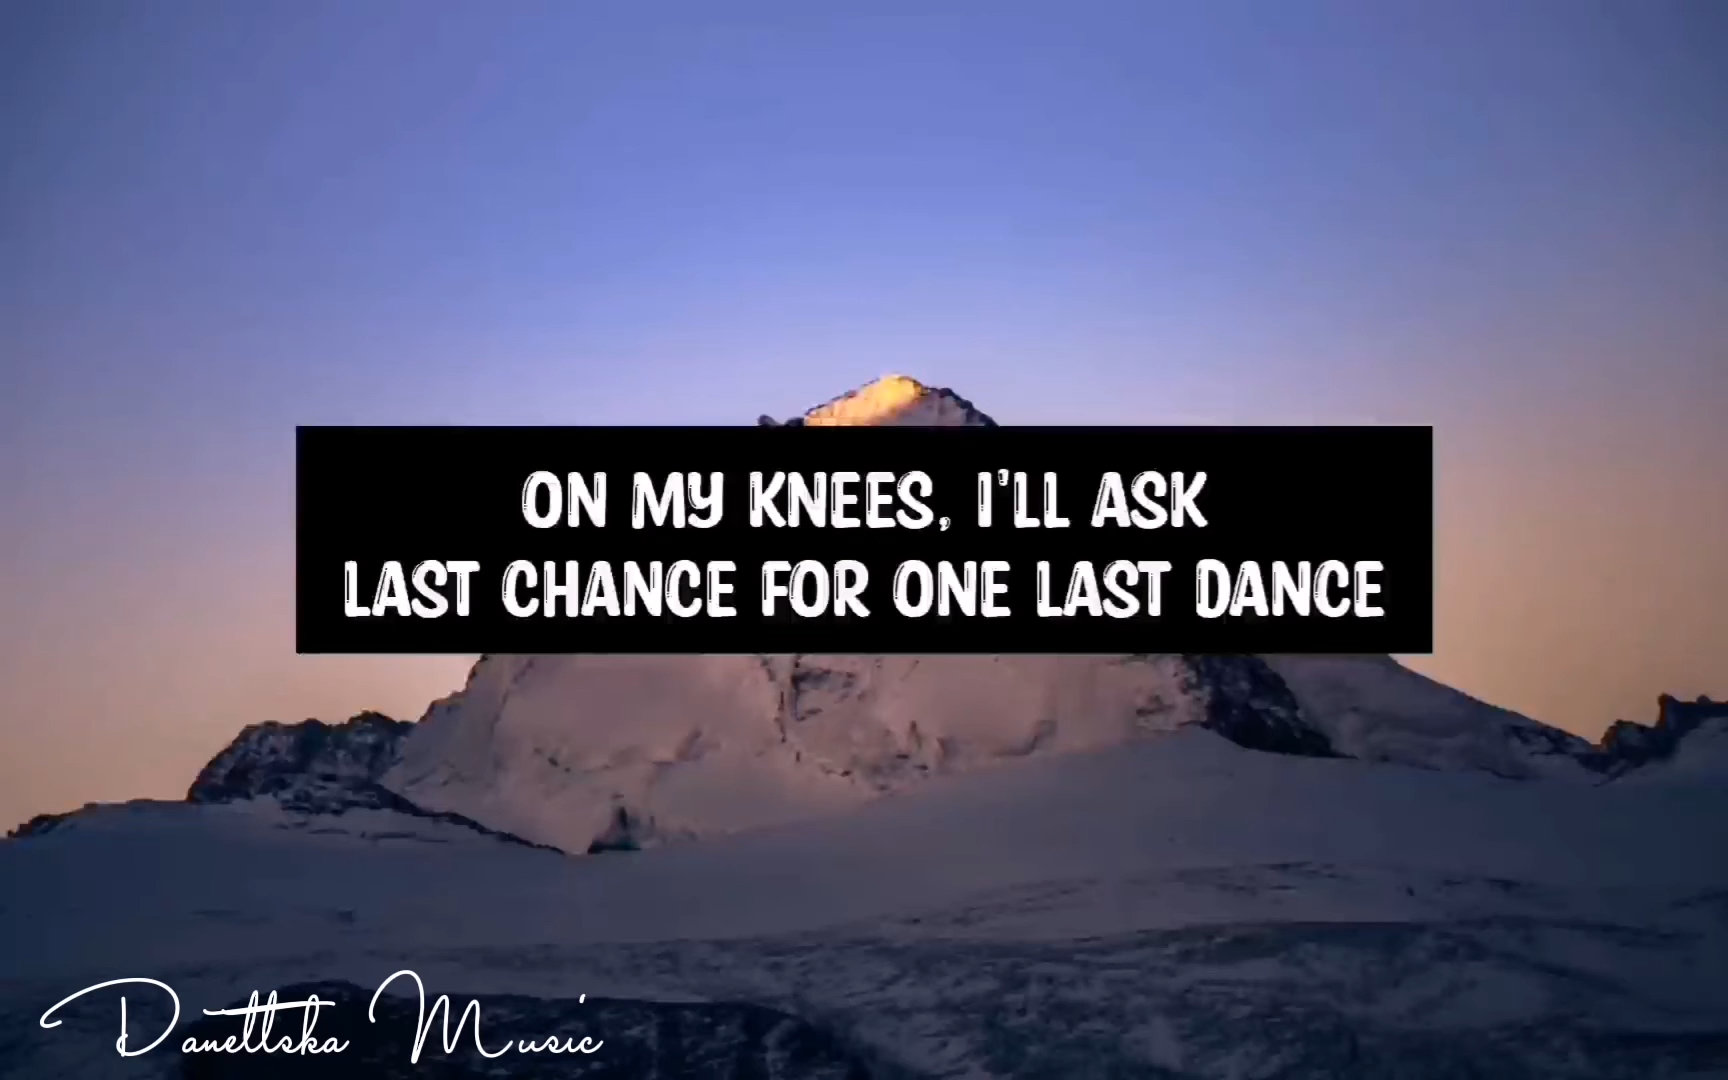 ON MY KNEES, I'LL ASK
LAST CHANCE FOR ONE LAST DANCE
Danettska Music